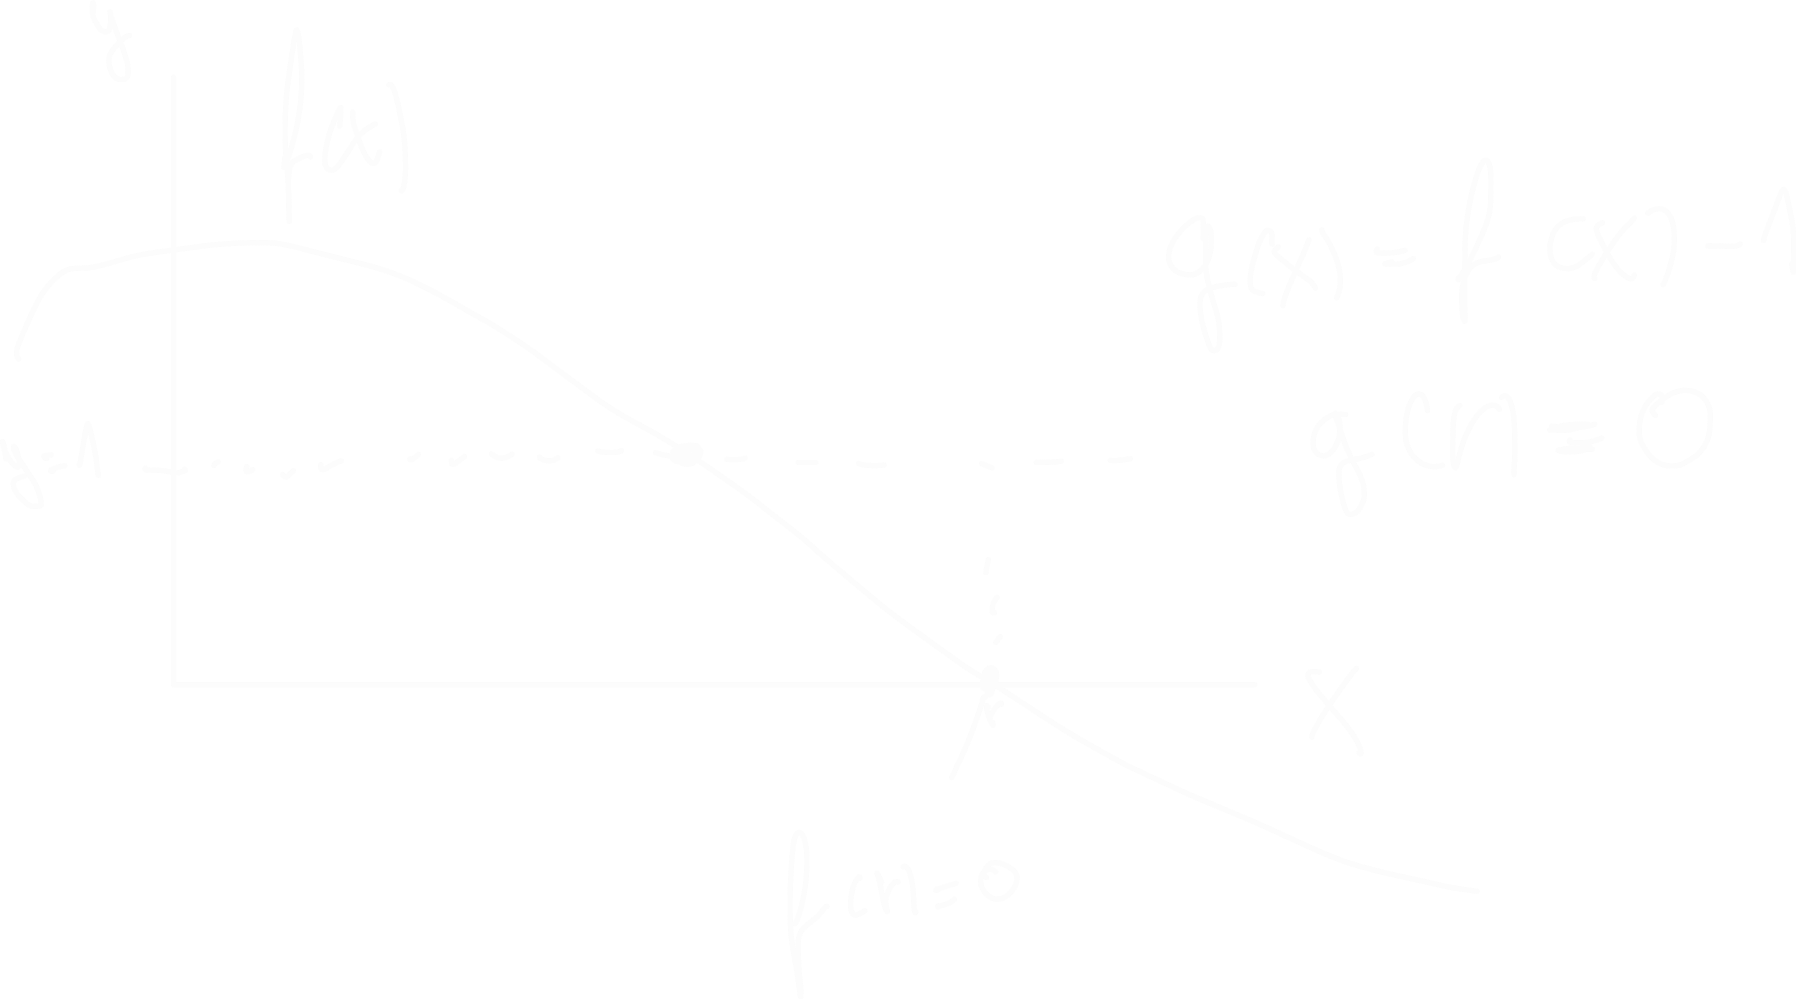 y
f(x)
g(x) = f(x) - 1
g(r) = 0
y=1
r
x
f(r)=0